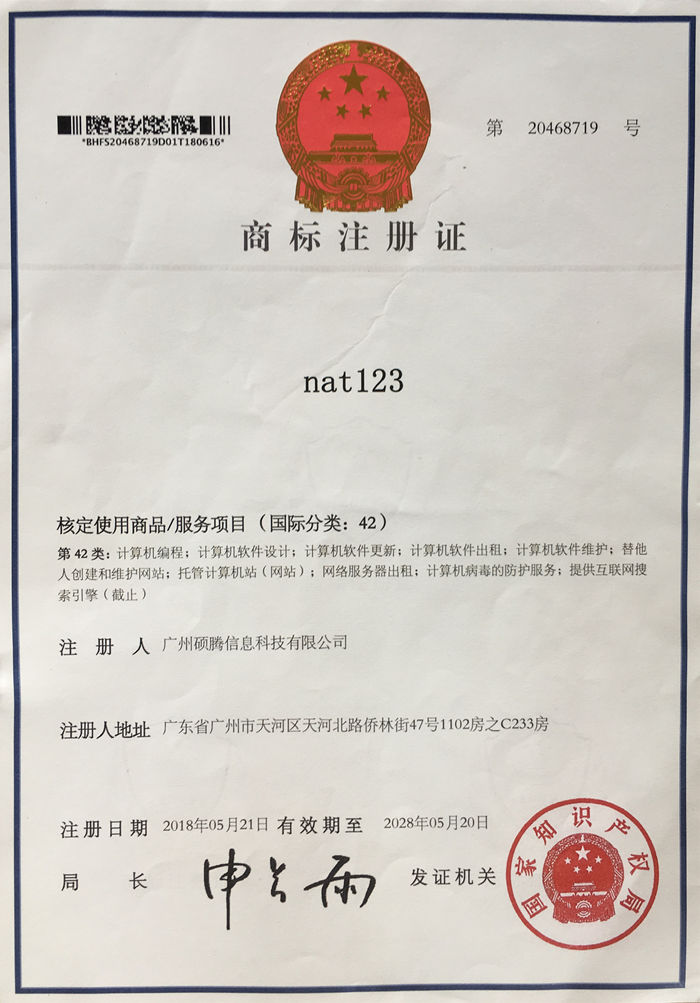 *BHFS20468719D01T180616*
第 20468719 号
商标注册证
nat123
核定使用商品/服务项目（国际分类：42）
第 42 类：计算机编程；计算机软件设计；计算机软件更新；计算机软件出租；计算机软件维护；替他
人创建和维护网站；托管计算机站（网站）；网络服务器出租；计算机病毒的防护服务；提供互联网搜
索引擎（截止）
注 册 人 广州硕腾信息科技有限公司
注册人地址 广东省广州市天河区天河北路侨林街47号1102房之C233房
注册日期 2018年05月21日 有效期至 2028年05月20日
局 长 申长雨 发证机关
国家知识产权局